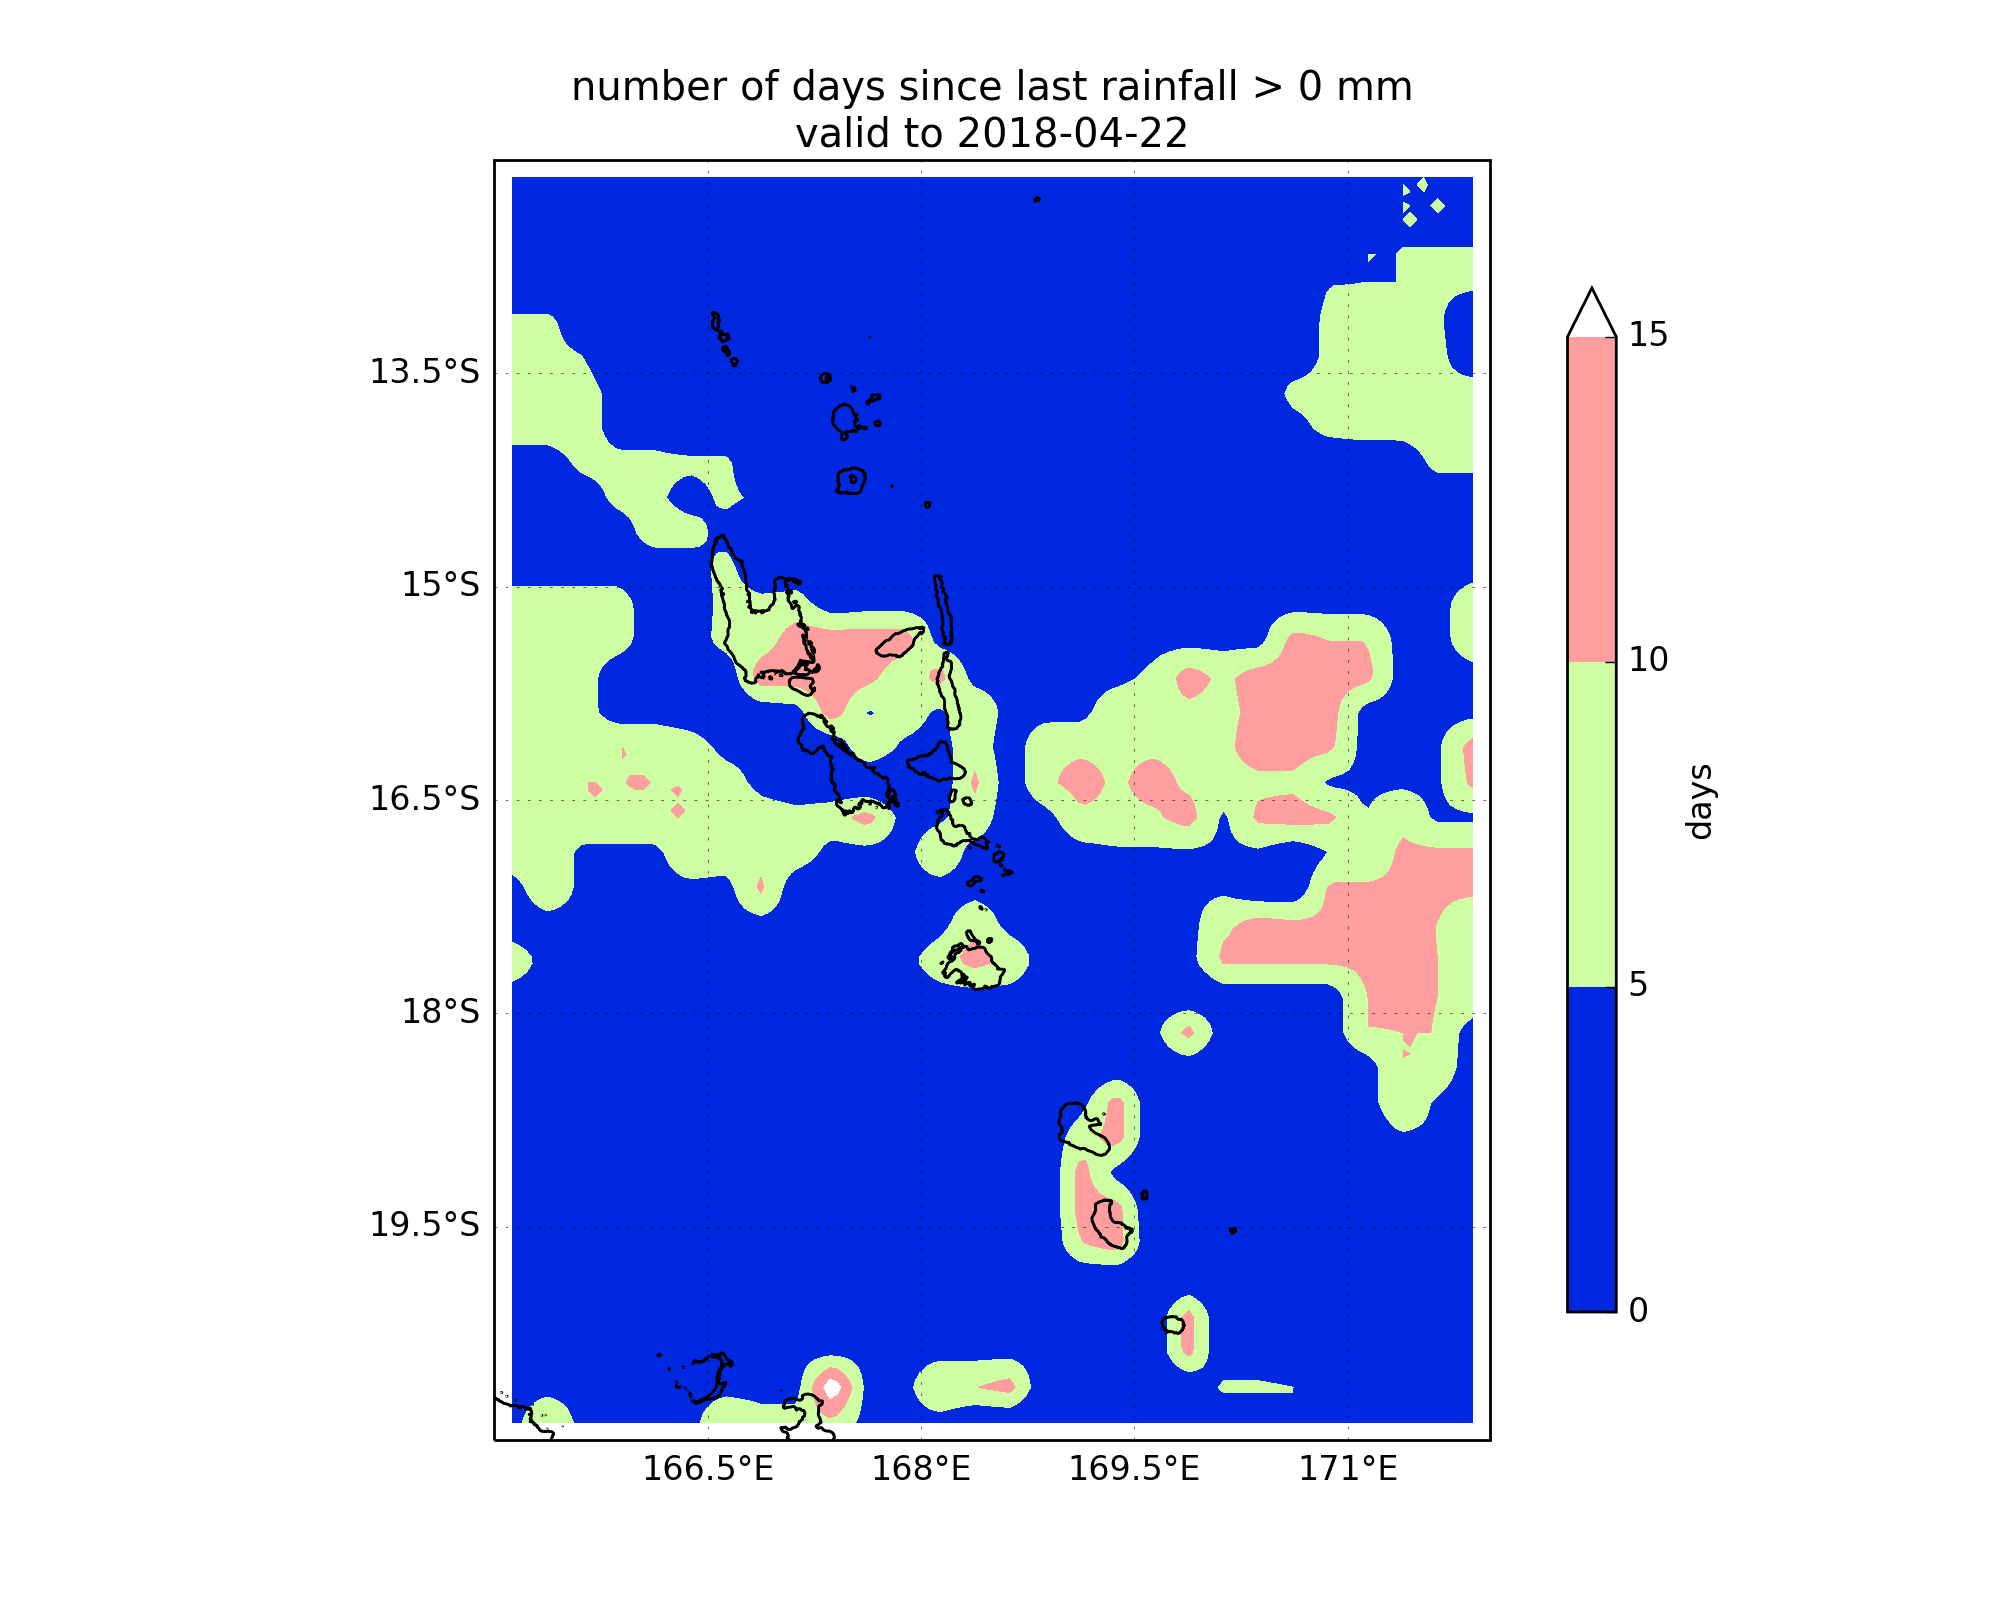 number of days since last rainfall > 0 mm
valid to 2018-04-22
13.5°S
15°S
16.5°S
18°S
19.5°S
166.5°E
168°E
169.5°E
171°E
15
10
5
0
days